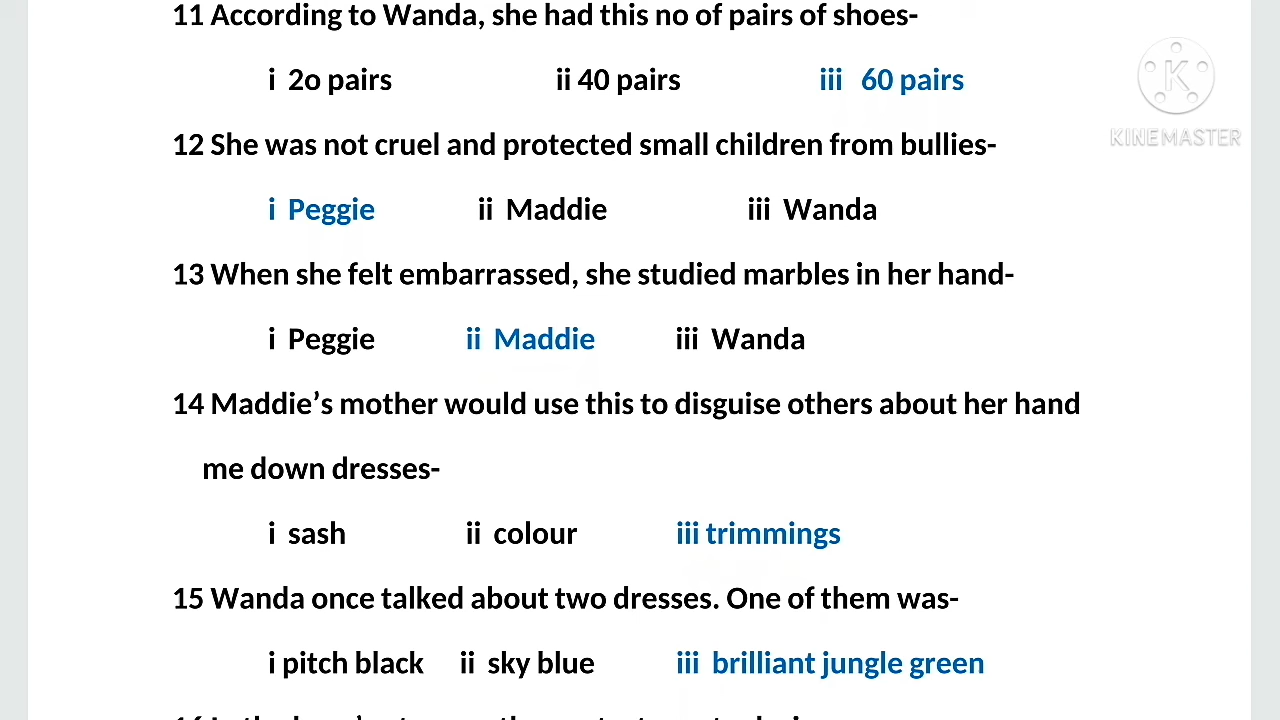 11 According to Wanda, she had this no of pairs of shoes-
i 2o pairs ii 40 pairs iii 60 pairs
KINEMASTER
12 She was not cruel and protected small children from bullies-
i Peggie ii Maddie iii Wanda
13 When she felt embarrassed, she studied marbles in her hand-
i Peggie ii Maddie iii Wanda
14 Maddie’s mother would use this to disguise others about her hand
me down dresses-
i sash ii colour iii trimmings
15 Wanda once talked about two dresses. One of them was-
i pitch black ii sky blue iii brilliant jungle green